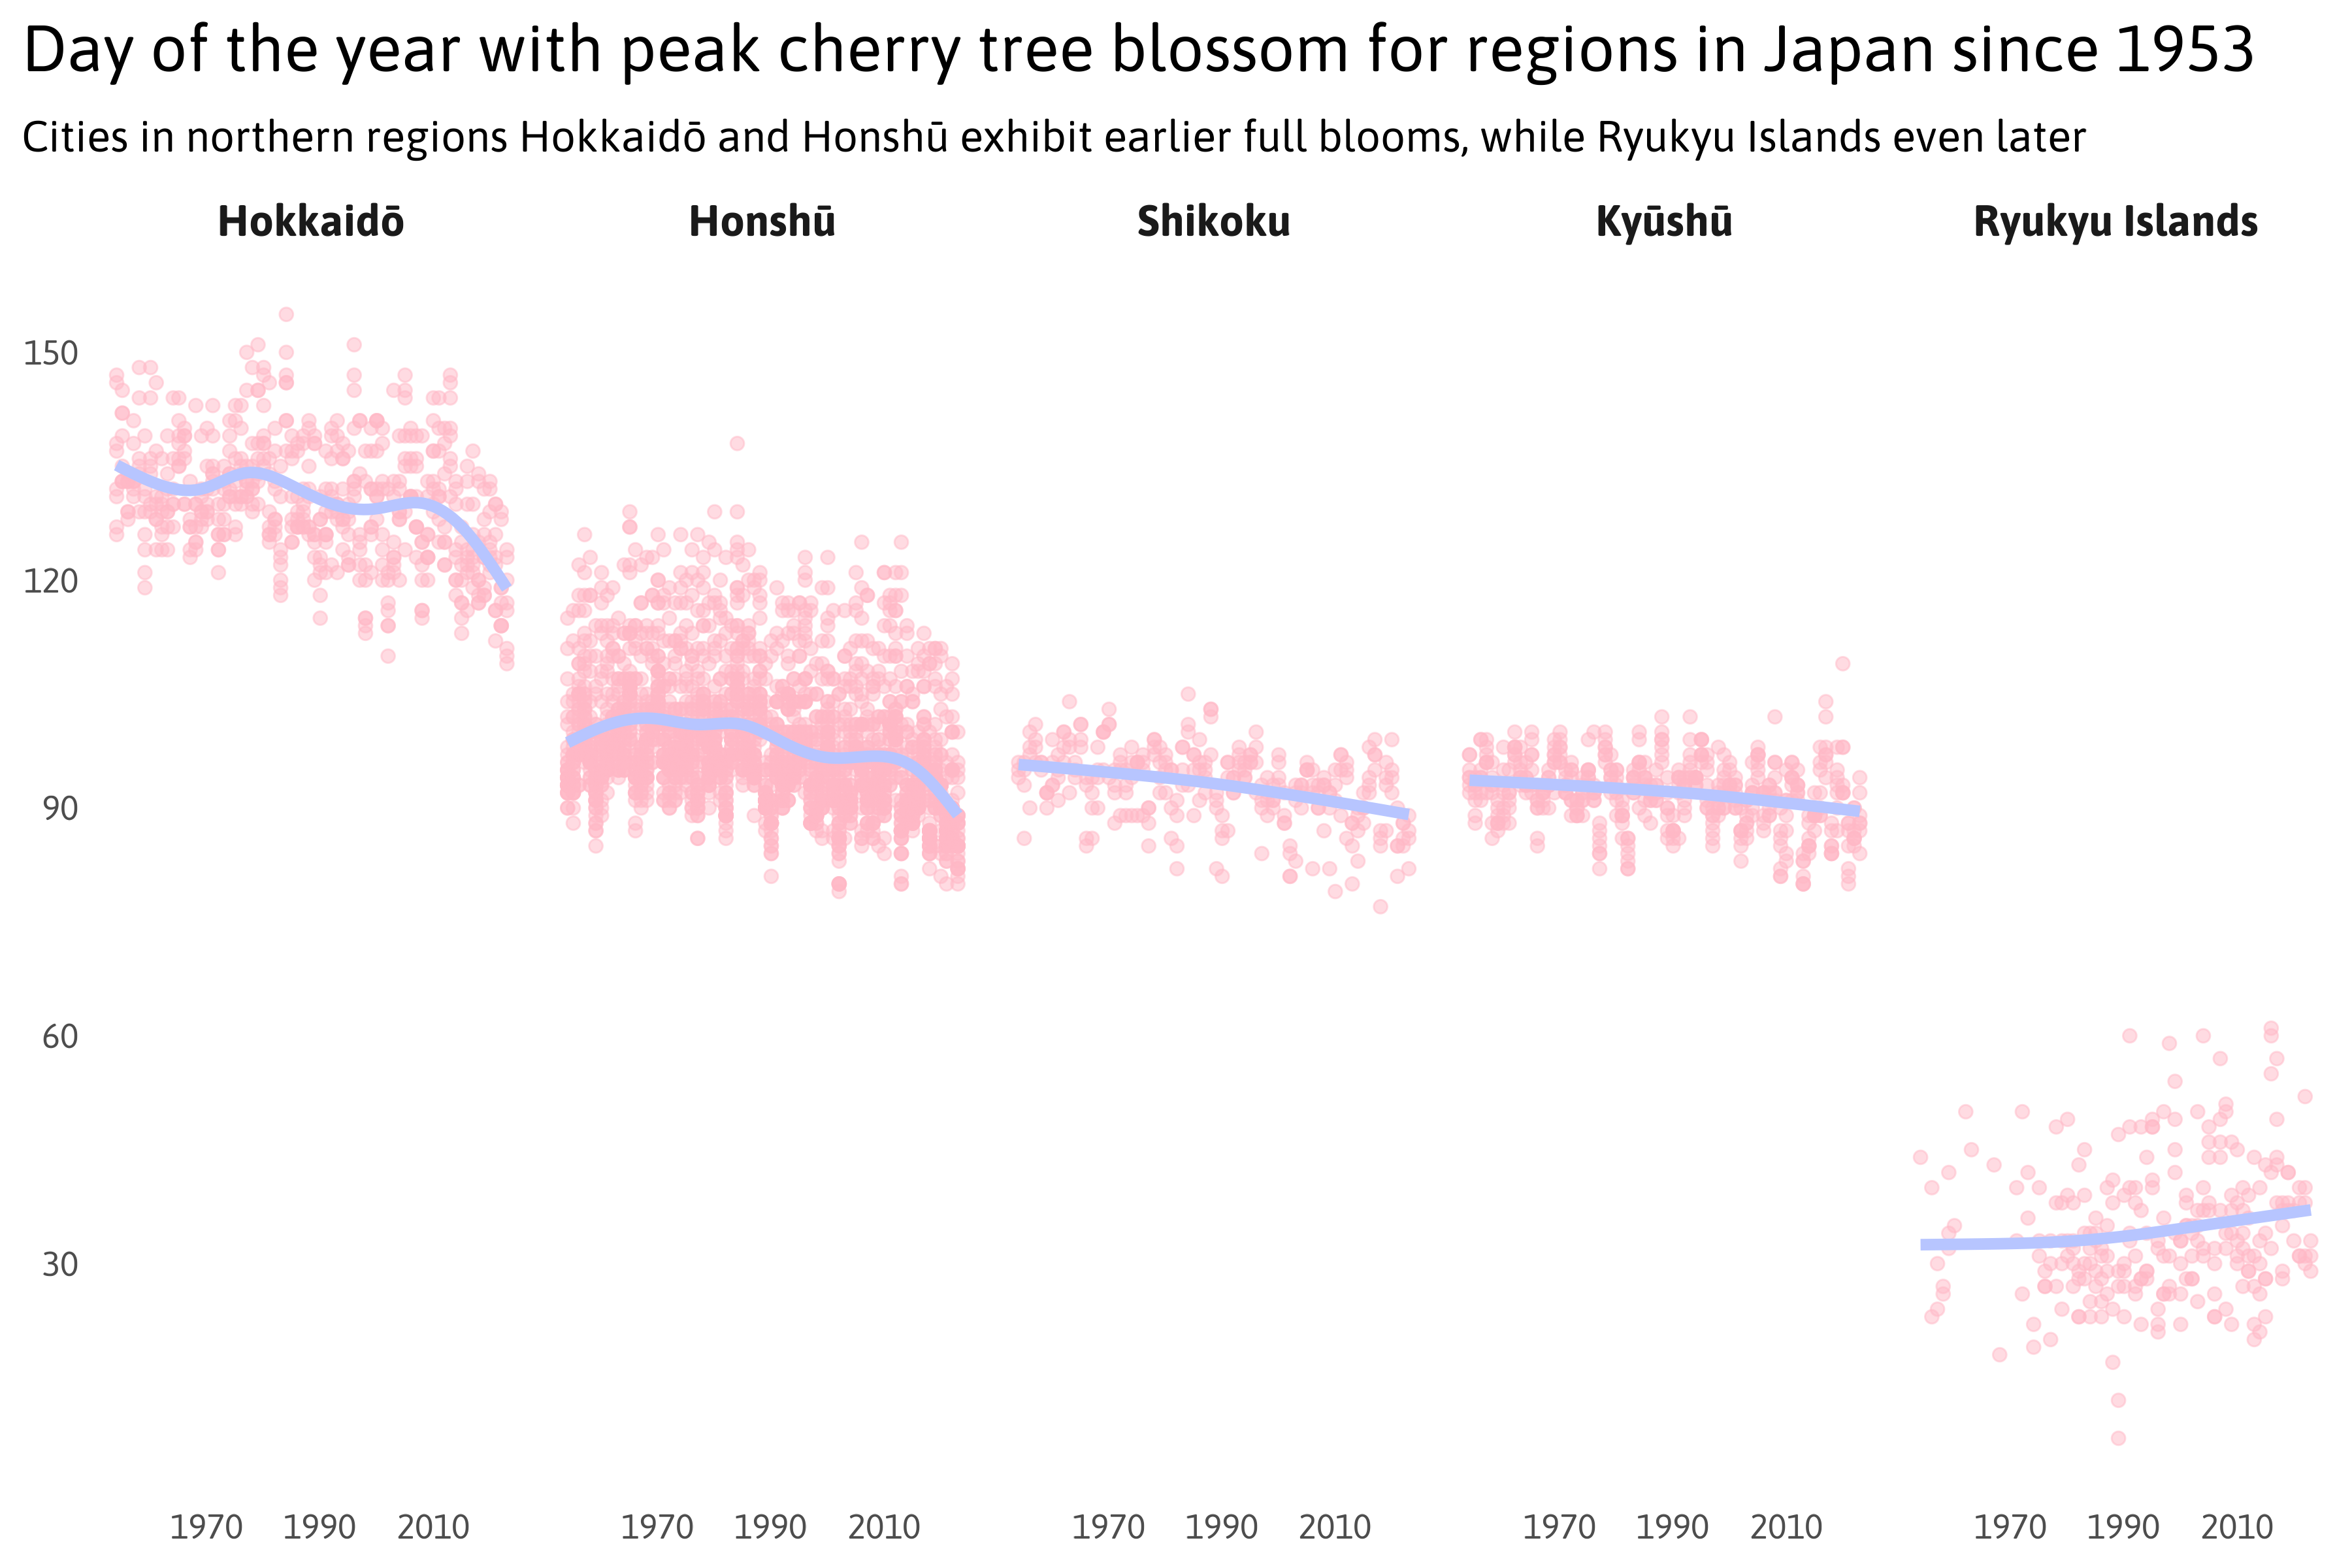 Day of the year with peak cherry tree blossom for regions in Japan since 1953
Cities in northern regions Hokkaidō and Honshū exhibit earlier full blooms, while Ryukyu Islands even later
Hokkaidō Honshū Shikoku Kyūshū Ryukyu Islands
150
120
90
60
30
1970 1990 2010 1970 1990 2010 1970 1990 2010 1970 1990 2010 1970 1990 2010